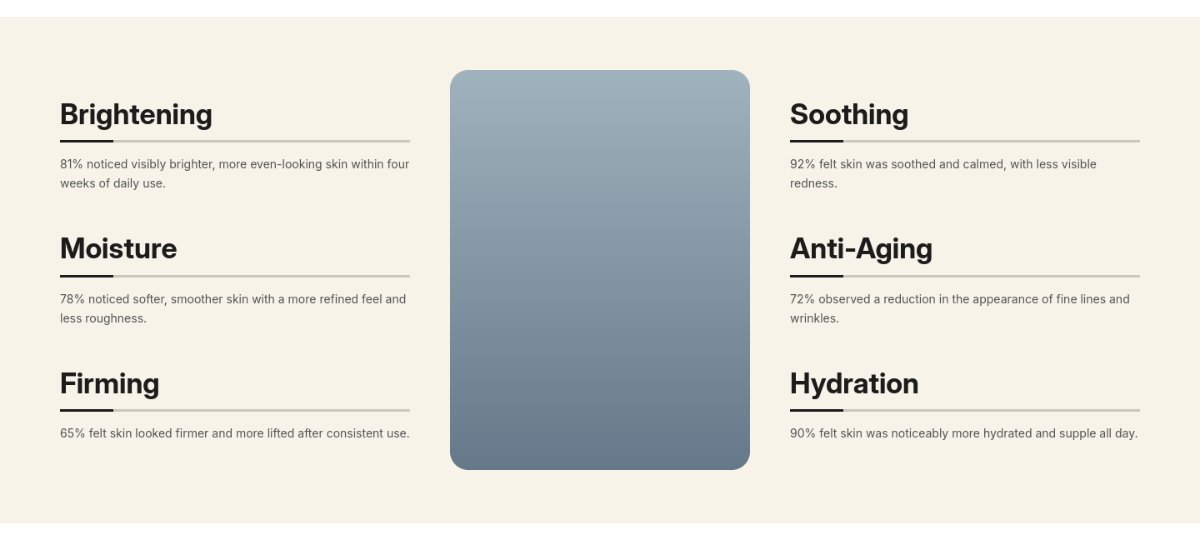 Brightening
81% noticed visibly brighter, more even-looking skin within four
weeks of daily use.
Moisture
78% noticed softer, smoother skin with a more refined feel and
less roughness.
Firming
65% felt skin looked firmer and more lifted after consistent use.
Soothing
92% felt skin was soothed and calmed, with less visible
redness.
Anti-Aging
72% observed a reduction in the appearance of fine lines and
wrinkles.
Hydration
90% felt skin was noticeably more hydrated and supple all day.